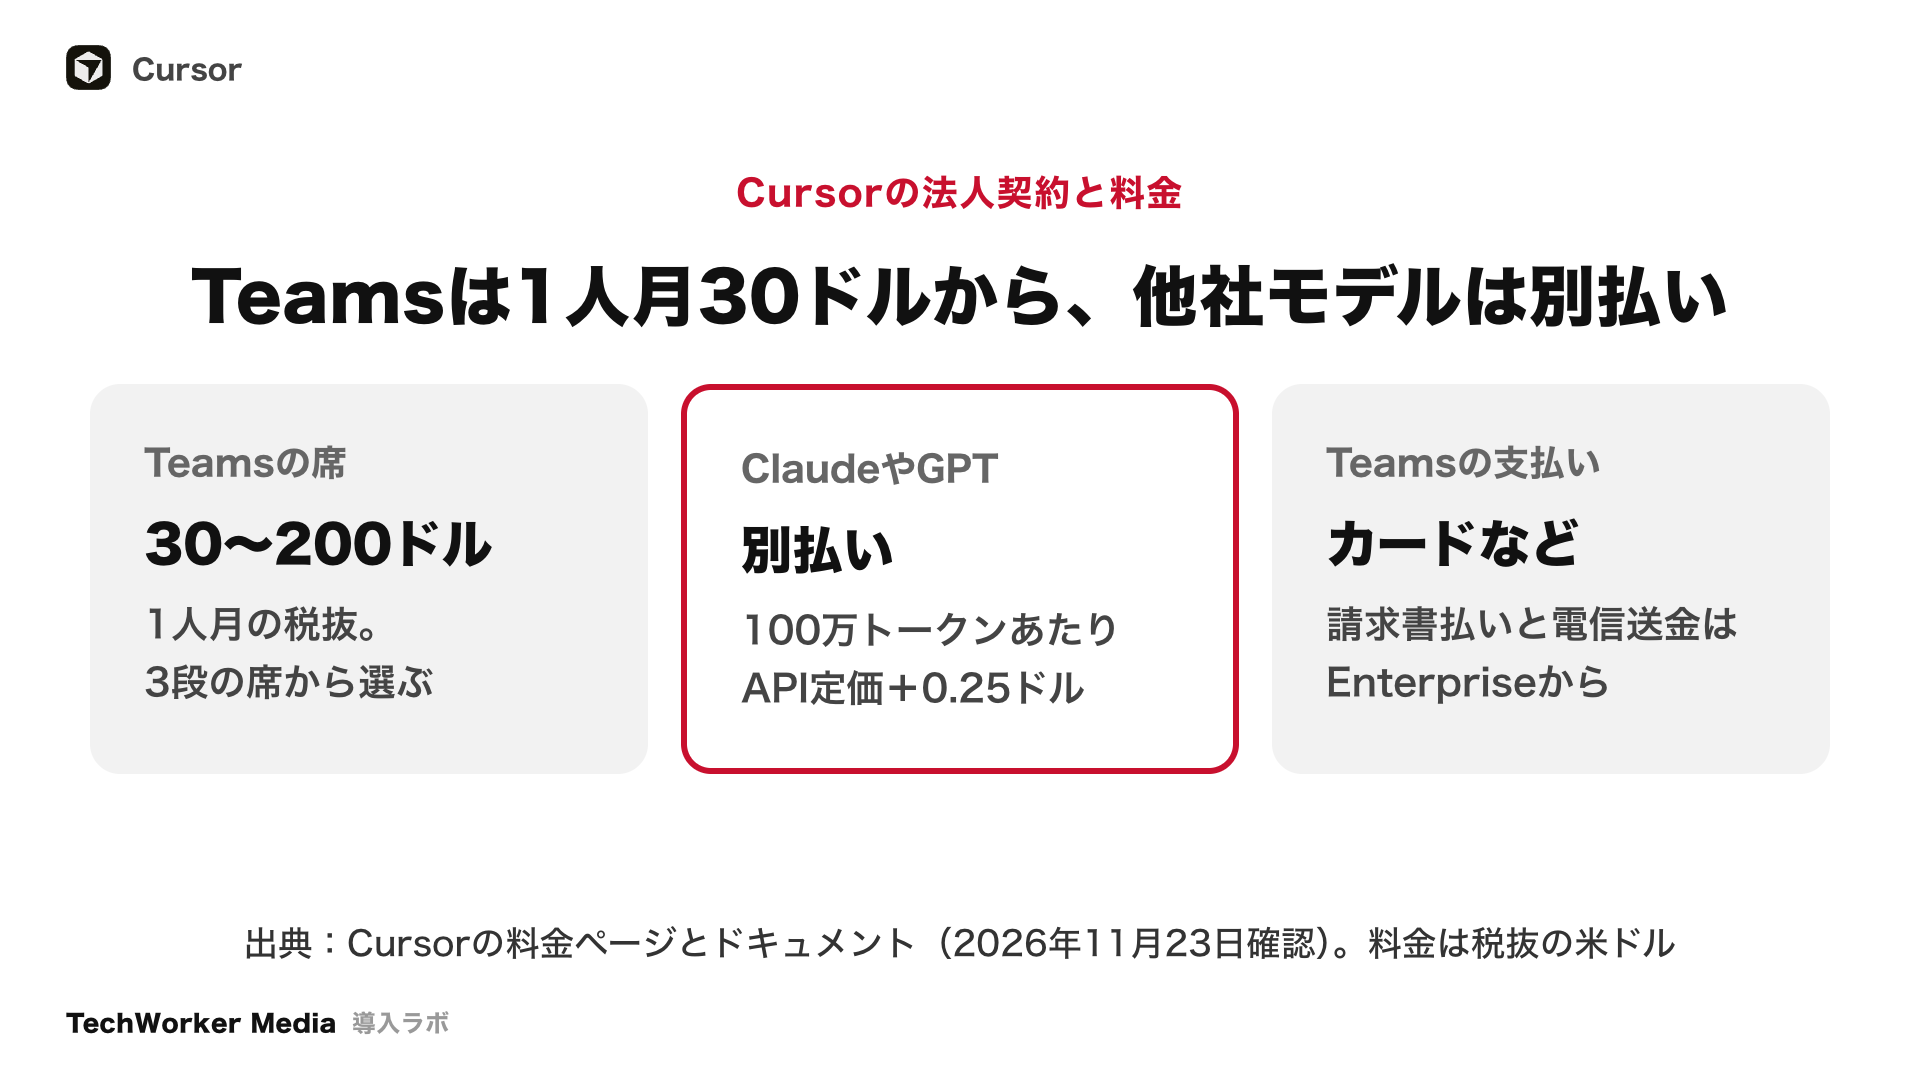 Cursor
Cursorの法人契約と料金
Teamsは1人月30ドルから、他社モデルは別払い
Teamsの席
30〜200ドル
1人月の税抜。
3段の席から選ぶ
ClaudeやGPT
別払い
100万トークンあたり
API定価＋0.25ドル
Teamsの支払い
カードなど
請求書払いと電信送金は
Enterpriseから
出典：Cursorの料金ページとドキュメント（2026年11月23日確認）。料金は税抜の米ドル
TechWorker Media 導入ラボ